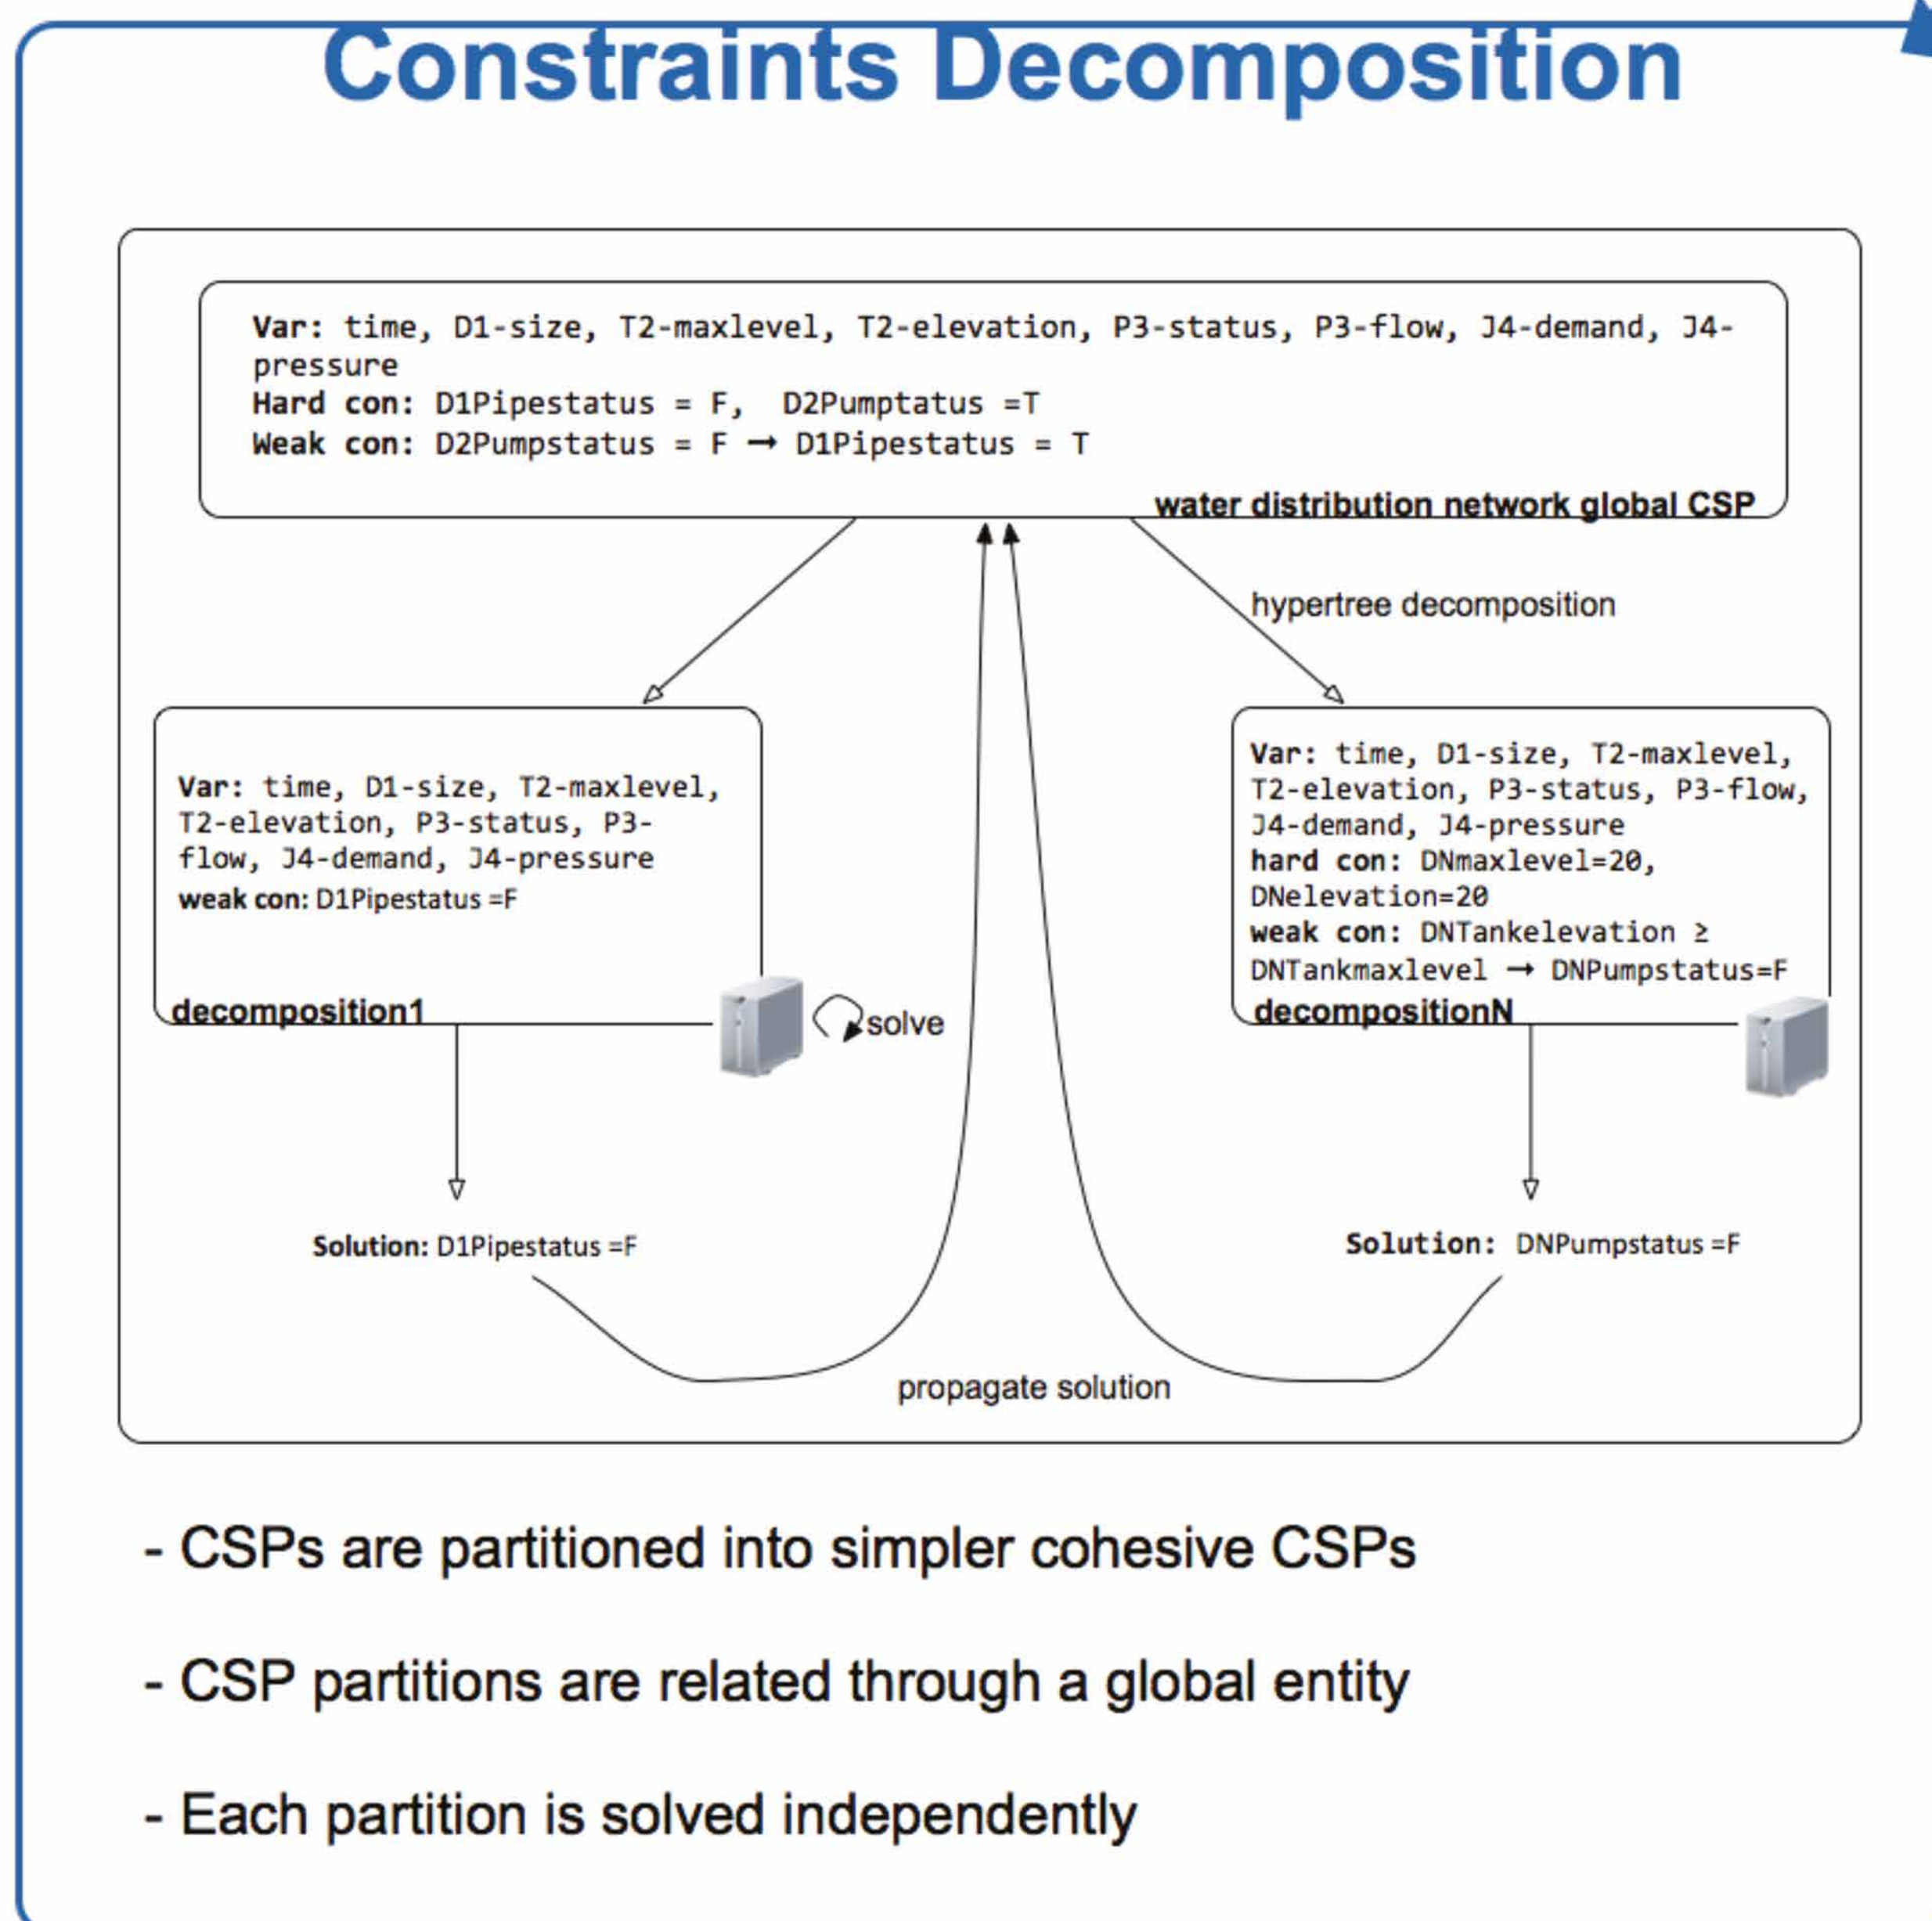 Constraints Decomposition
Var: time, D1-size, T2-maxlevel, T2-elevation, P3-status, P3-flow, J4-demand, J4-
pressure
Hard con: D1Pipestatus = F, D2Pumptatus =T
Weak con: D2Pumpstatus = F → D1Pipestatus = T
water distribution network global CSP
hypertree decomposition
Var: time, D1-size, T2-maxlevel,
T2-elevation, P3-status, P3-
flow, J4-demand, J4-pressure
weak con: D1Pipestatus =F
decomposition1
solve
Var: time, D1-size, T2-maxlevel,
T2-elevation, P3-status, P3-flow,
J4-demand, J4-pressure
hard con: DNmaxlevel=20,
DNelevation=20
weak con: DNTankelevation ≥
DNTankmaxlevel → DNPumpstatus=F
decompositionN
Solution: D1Pipestatus =F
Solution: DNPumpstatus =F
propagate solution
- CSPs are partitioned into simpler cohesive CSPs
- CSP partitions are related through a global entity
- Each partition is solved independently